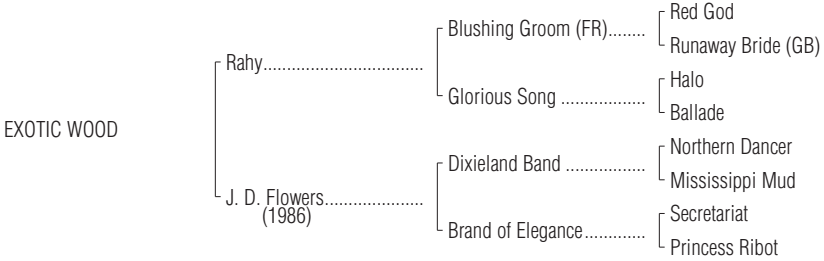 Red God
Blushing Groom (FR)........
Runaway Bride (GB)
Rahy..................................
Halo
Glorious Song ..................
Ballade
EXOTIC WOOD
Northern Dancer
Dixieland Band .................
Mississippi Mud
J. D. Flowers.....................
(1986)
Secretariat
Brand of Elegance.............
Princess Ribot